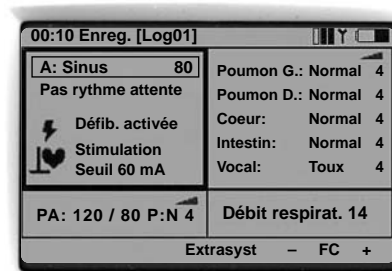 00:10 Enreg. [Log01]
A: Sinus 80
Pas rythme attente
Défib. activée
Stimulation
Seuil 60 mA
Poumon G.: Normal 4
Poumon D.: Normal 4
Coeur: Normal 4
Intestin: Normal 4
Vocal: Toux 4
PA: 120 / 80 P:N 4
Débit respirat. 14
Extrasyst – FC +